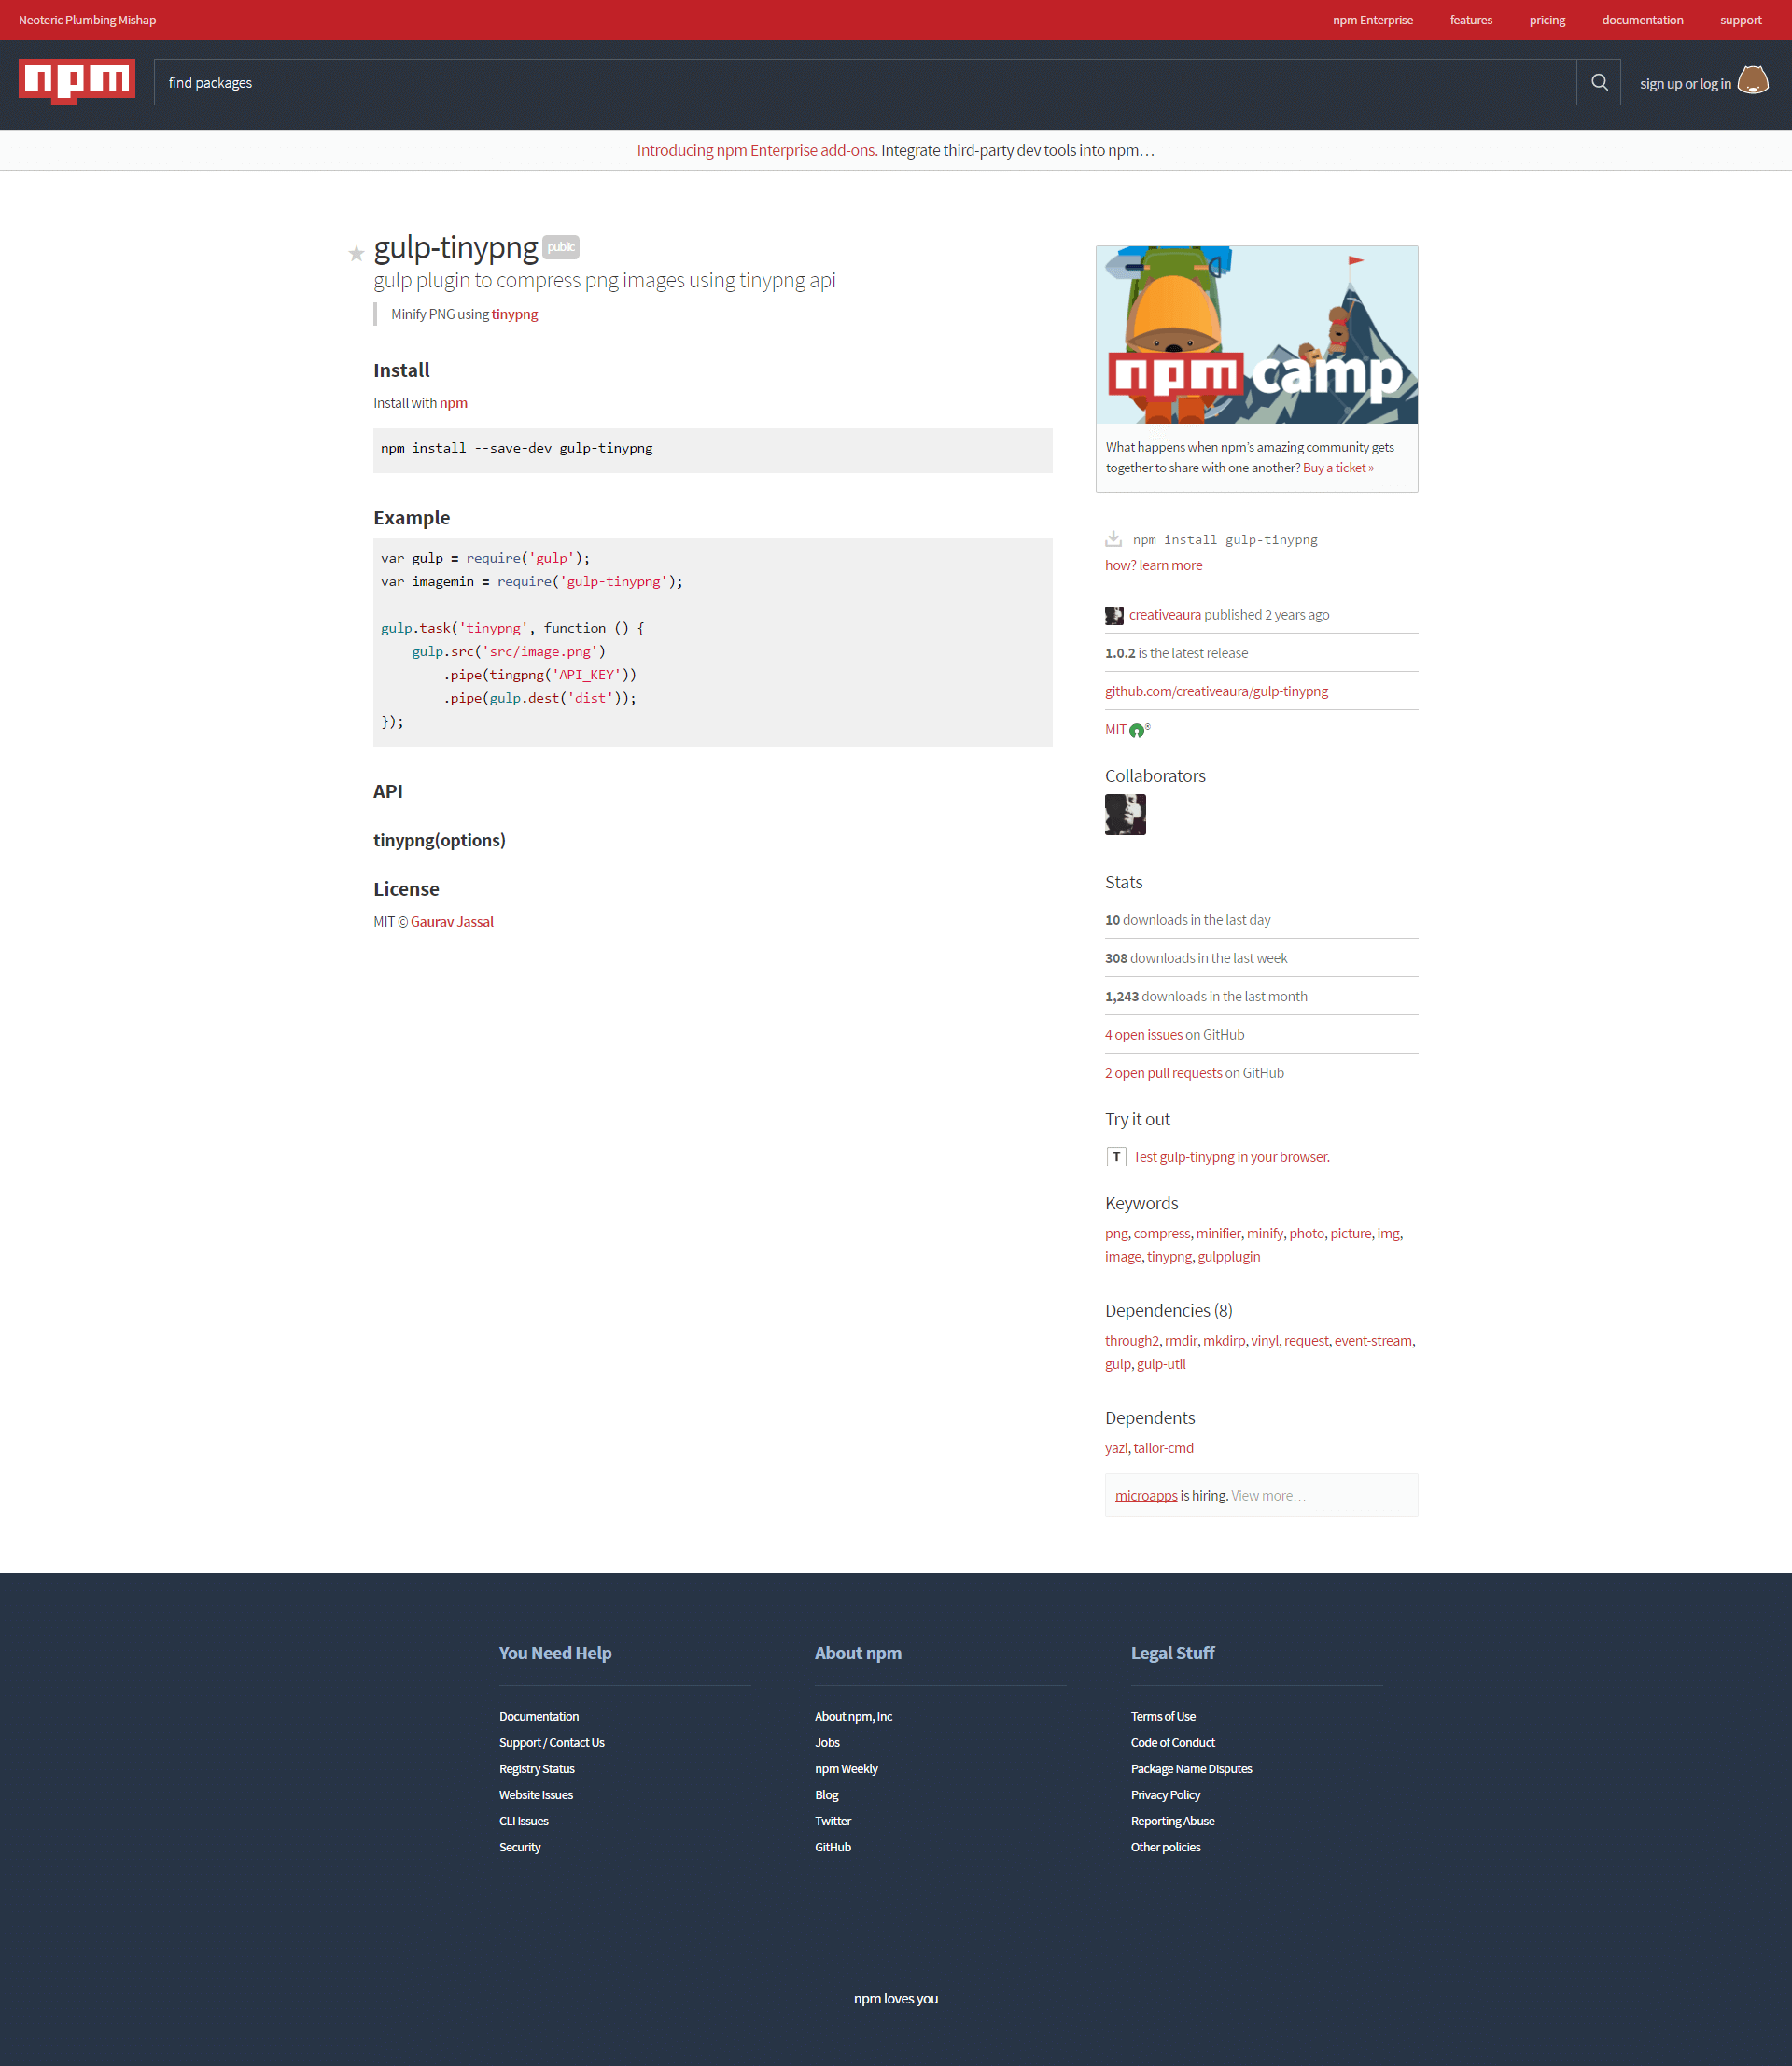 Neoteric Plumbing Mishap
npm Enterprise
features
pricing
documentation
support
npm
find packages
sign up or log in
Introducing npm Enterprise add-ons. Integrate third-party dev tools into npm…
gulp-tinypng public
gulp plugin to compress png images using tinypng api
Minify PNG using tinypng
Install
Install with npm
npm install --save-dev gulp-tinypng
Example
var gulp = require('gulp');
var imagemin = require('gulp-tinypng');
gulp.task('tinypng', function () {
gulp.src('src/image.png')
.pipe(tingpng('API_KEY'))
.pipe(gulp.dest('dist'));
});
API
tinypng(options)
License
MIT © Gaurav Jassal
npm camp
What happens when npm's amazing community gets
together to share with one another? Buy a ticket »
npm install gulp-tinypng
how? learn more
creativeaura published 2 years ago
1.0.2 is the latest release
github.com/creativeaura/gulp-tinypng
MIT ®
Collaborators
Stats
10 downloads in the last day
308 downloads in the last week
1,243 downloads in the last month
4 open issues on GitHub
2 open pull requests on GitHub
Try it out
T Test gulp-tinypng in your browser.
Keywords
png, compress, minifier, minify, photo, picture, img,
image, tinypng, gulpplugin
Dependencies (8)
through2, rmdir, mkdirp, vinyl, request, event-stream,
gulp, gulp-util
Dependents
yazi, tailor-cmd
microapps is hiring. View more…
You Need Help
Documentation
Support / Contact Us
Registry Status
Website Issues
CLI Issues
Security
About npm
About npm, Inc
Jobs
npm Weekly
Blog
Twitter
GitHub
Legal Stuff
Terms of Use
Code of Conduct
Package Name Disputes
Privacy Policy
Reporting Abuse
Other policies
npm loves you